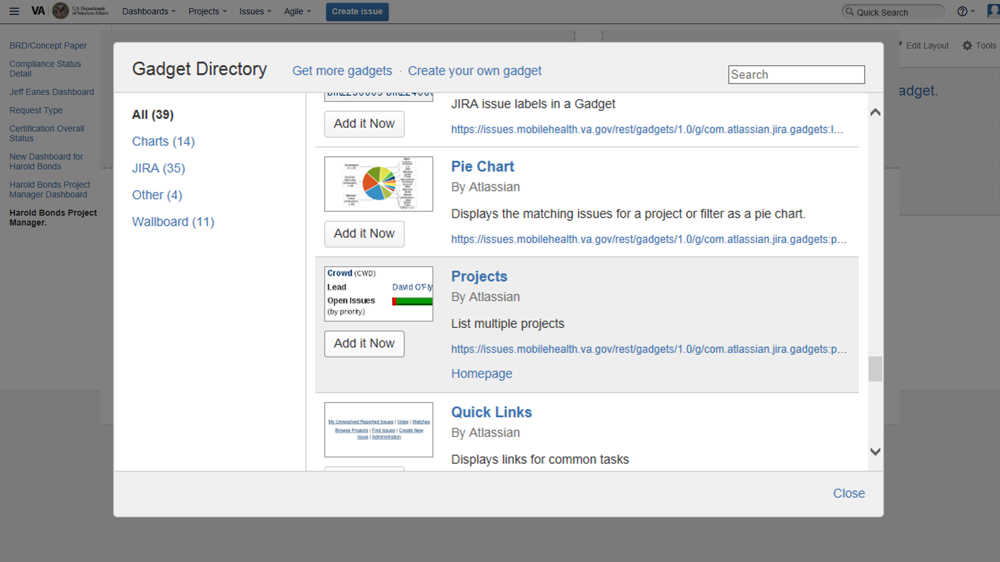 VA U.S. Department of Veterans Affairs Dashboards Projects Issues Agile Create issue Quick Search
BRD/Concept Paper
Compliance Status
Detail
Jeff Eanes Dashboard
Request Type
Certification Overall
Status
New Dashboard for
Harold Bonds
Harold Bonds Project
Manager Dashboard
Harold Bonds Project
Manager.
Edit Layout Tools
adget.
Gadget Directory Get more gadgets · Create your own gadget Search
All (39)
Charts (14)
JIRA (35)
Other (4)
Wallboard (11)
JIRA issue labels in a Gadget
Add it Now
https://issues.mobilehealth.va.gov/rest/gadgets/1.0/g/com.atlassian.jira.gadgets:l...
Pie Chart
By Atlassian
Displays the matching issues for a project or filter as a pie chart.
Add it Now
https://issues.mobilehealth.va.gov/rest/gadgets/1.0/g/com.atlassian.jira.gadgets:p...
Crowd (CWD)
Lead David O'Fly
Open Issues
(by priority)
Projects
By Atlassian
List multiple projects
Add it Now
https://issues.mobilehealth.va.gov/rest/gadgets/1.0/g/com.atlassian.jira.gadgets:p...
Homepage
My Unresolved Reported Issues | Votes | Watches
Browse Projects | Find Issues | Create New
Issue | Administration
Quick Links
By Atlassian
Displays links for common tasks
Close